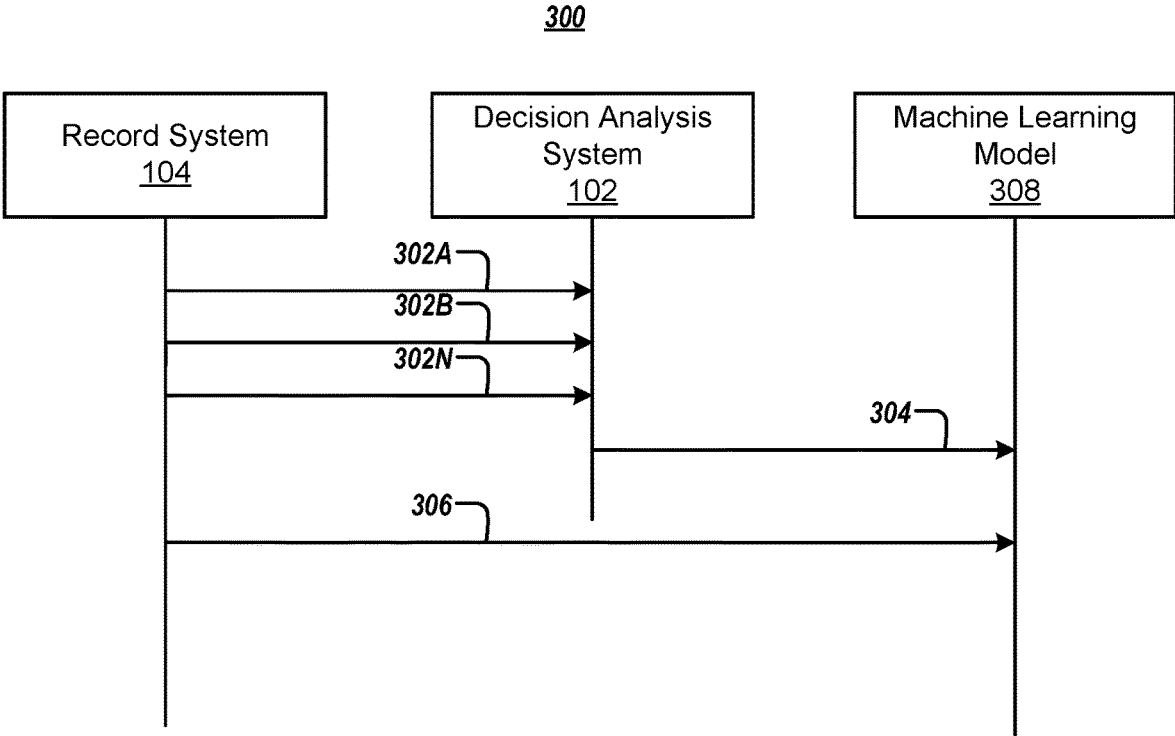 300
Record System
104
Decision Analysis
System
102
Machine Learning
Model
308
302A
302B
302N
304
306